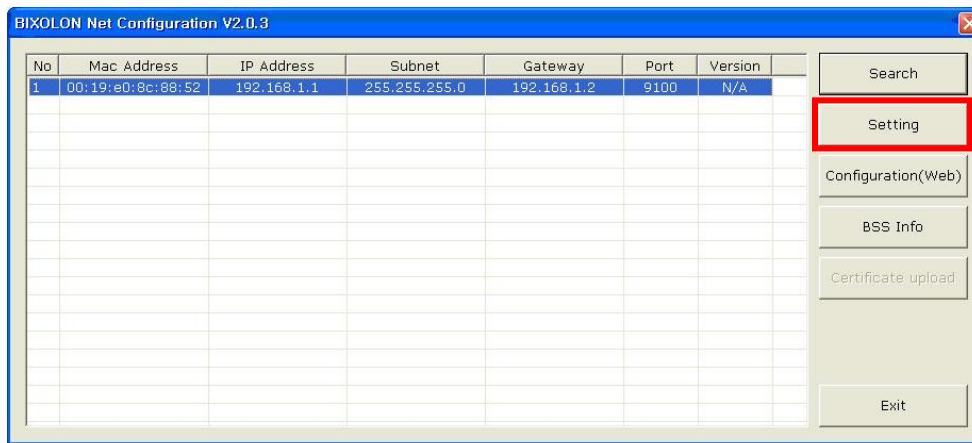 BIXOLON Net Configuration V2.0.3
No Mac Address IP Address Subnet Gateway Port Version
1 00:19:e0:8c:88:52 192.168.1.1 255.255.255.0 192.168.1.2 9100 N/A
Search
Setting
Configuration(Web)
BSS Info
Certificate upload
Exit